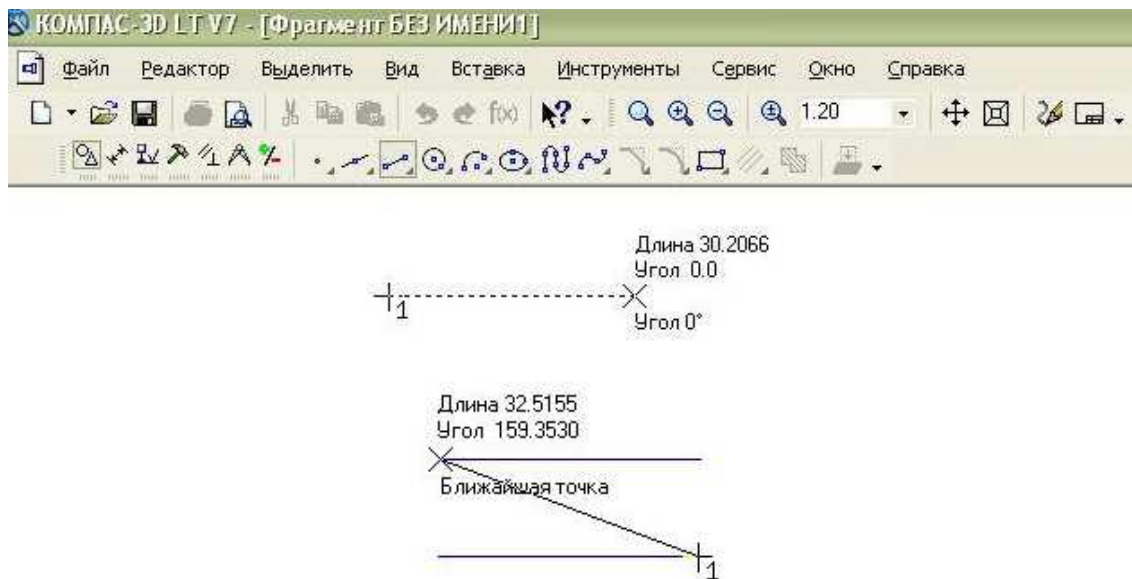 КОМПАС-3D LT V7 - [Фрагмент БЕЗ ИМЕНИ1]
Файл Редактор Выделить Вид Вставка Инструменты Сервис Окно Справка
f(x) 1.20
Длина 30.2066
Угол 0.0
1
Угол 0°
Длина 32.5155
Угол 159.3530
Ближайшая точка
1